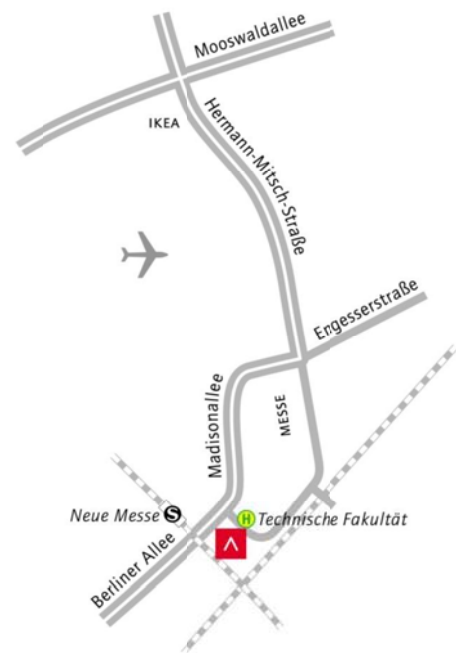 Mooswaldallee
IKEA
Hermann-Mitsch-Straße
Engesserstraße
Madisonallee
MESSE
Neue Messe S
H Technische Fakultät
Berliner Allee